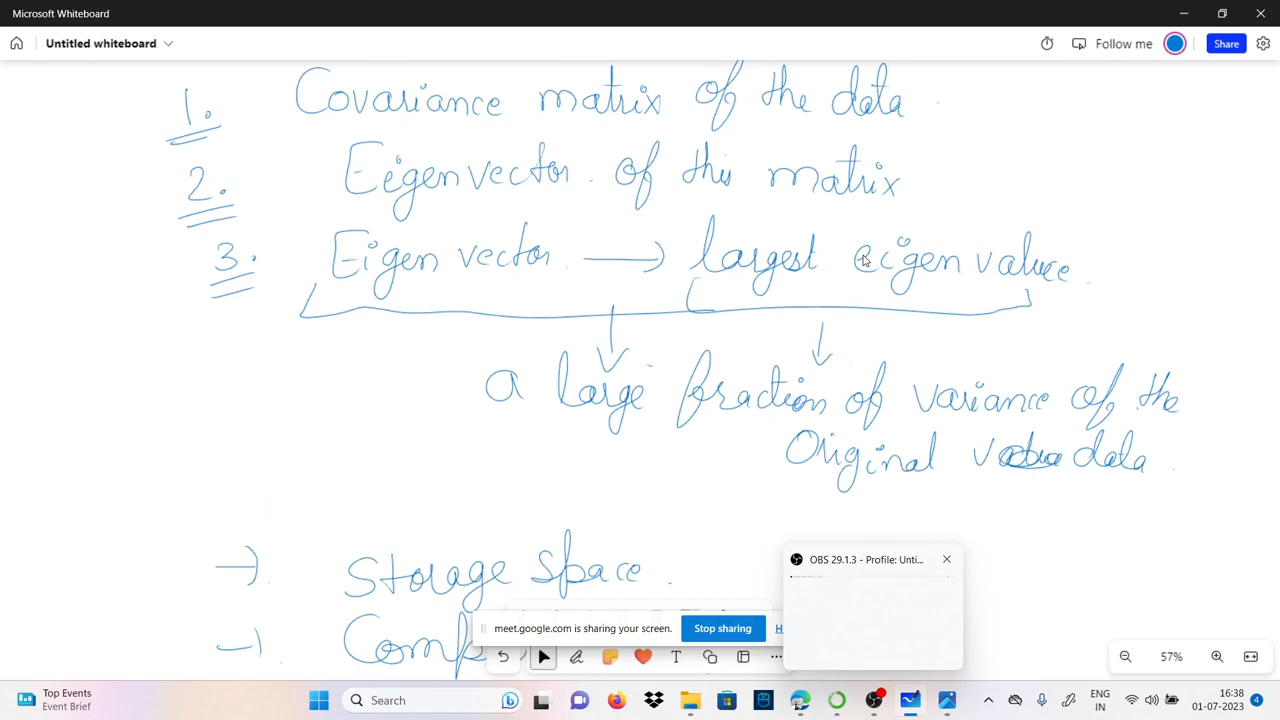 Microsoft Whiteboard
Untitled whiteboard
Follow me
Share
1. Covariance matrix of the data
2. Eigenvector of this matrix
3. Eigen vector → largest eigen value
a large fraction of variance of the
Original data
→ Storage space
OBS 29.1.3 - Profile: Unti...
→ Comp
meet.google.com is sharing your screen.
Stop sharing
57%
Top Events
Event Brief
Search
ENG
IN
16:38
01-07-2023
4